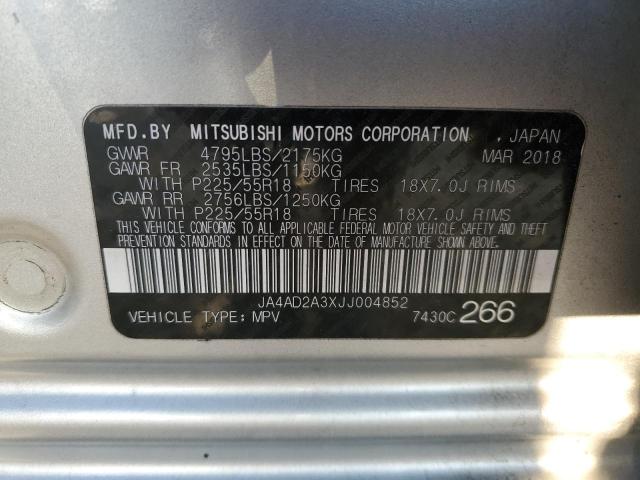 MFD.BY MITSUBISHI MOTORS CORPORATION , JAPAN
GVWR 4795LBS/2175KG MAR 2018
GAWR FR 2535LBS/1150KG
WITH P225/55R18 TIRES 18X7.0J RIMS
GAWR RR 2756LBS/1250KG
WITH P225/55R18 TIRES 18X7.0J RIMS
THIS VEHICLE CONFORMS TO ALL APPLICABLE FEDERAL MOTOR VEHICLE SAFETY AND THEFT
PREVENTION STANDARDS IN EFFECT ON THE DATE OF MANUFACTURE SHOWN ABOVE.
JA4AD2A3XJJ004852
VEHICLE TYPE: MPV 7430C 266